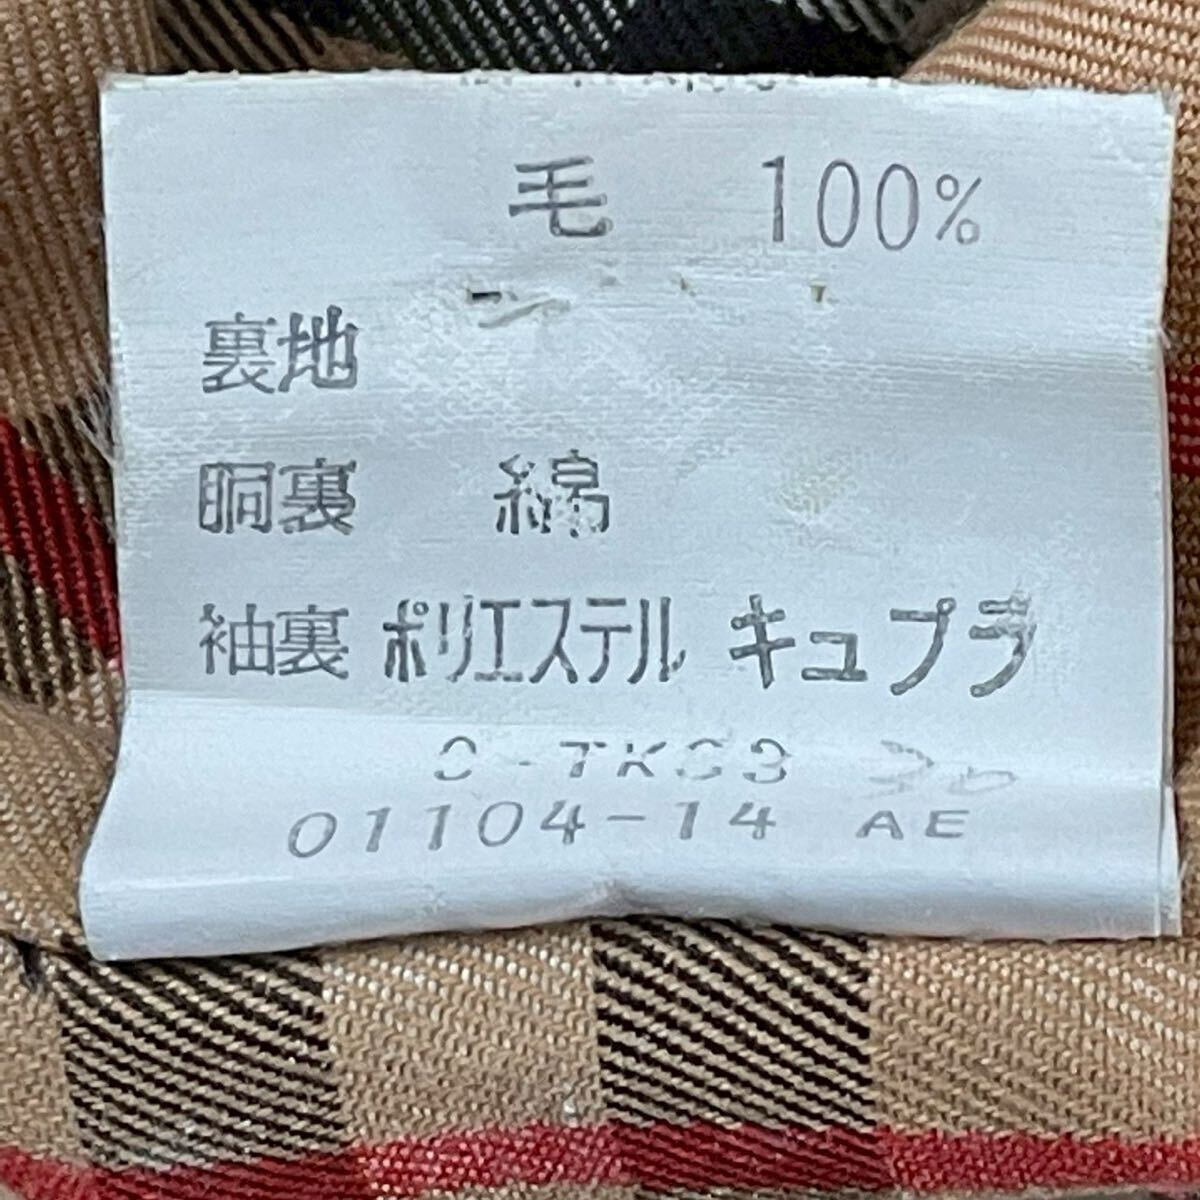 毛 100%
裏地
胴裏 綿
袖裏 ポリエステル キュプラ
01104-14 AE